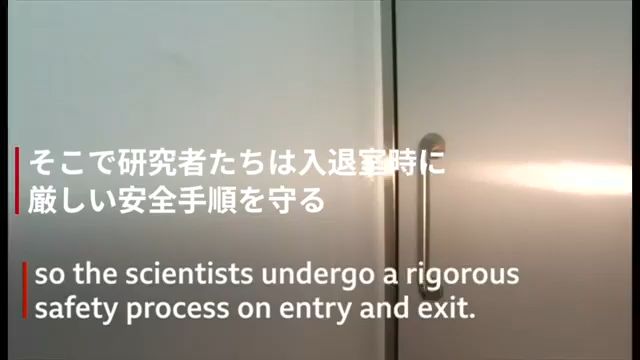 そこで研究者たちは入退室時に
厳しい安全手順を守る
so the scientists undergo a rigorous
safety process on entry and exit.